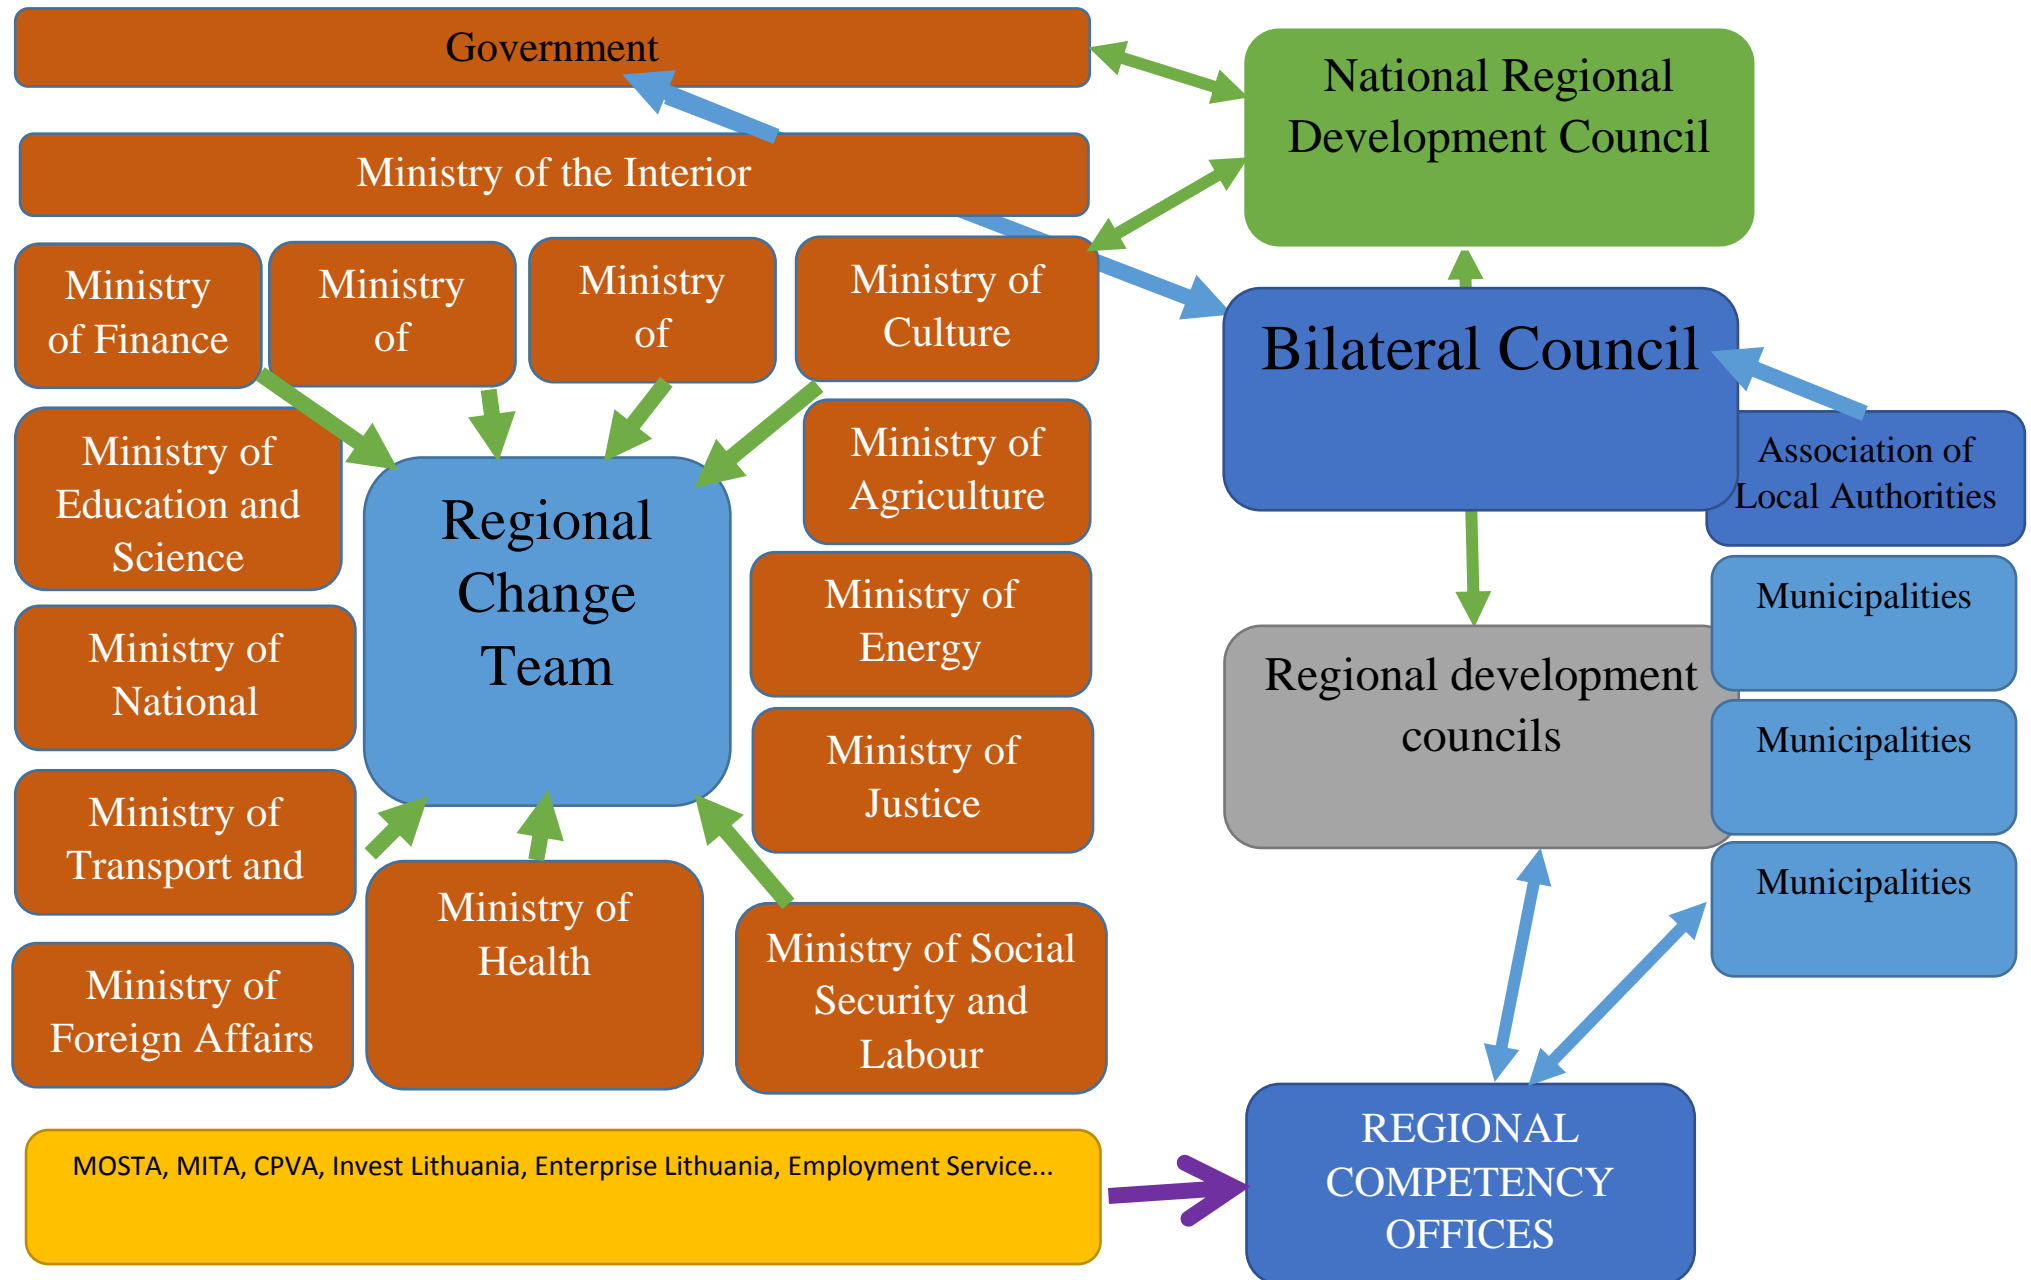 Government
National Regional
Development Council
Ministry of the Interior
Ministry
of Finance
Ministry
of
Ministry
of
Ministry of
Culture
Bilateral Council
Association of
Local Authorities
Ministry of
Education and
Science
Regional
Change
Team
Ministry of
Agriculture
Ministry of
Energy
Municipalities
Ministry of
National
Regional development
councils
Municipalities
Ministry of
Justice
Ministry of
Transport and
Municipalities
Ministry of
Health
Ministry of Social
Security and
Labour
Ministry of
Foreign Affairs
MOSTA, MITA, CPVA, Invest Lithuania, Enterprise Lithuania, Employment Service...
REGIONAL
COMPETENCY
OFFICES